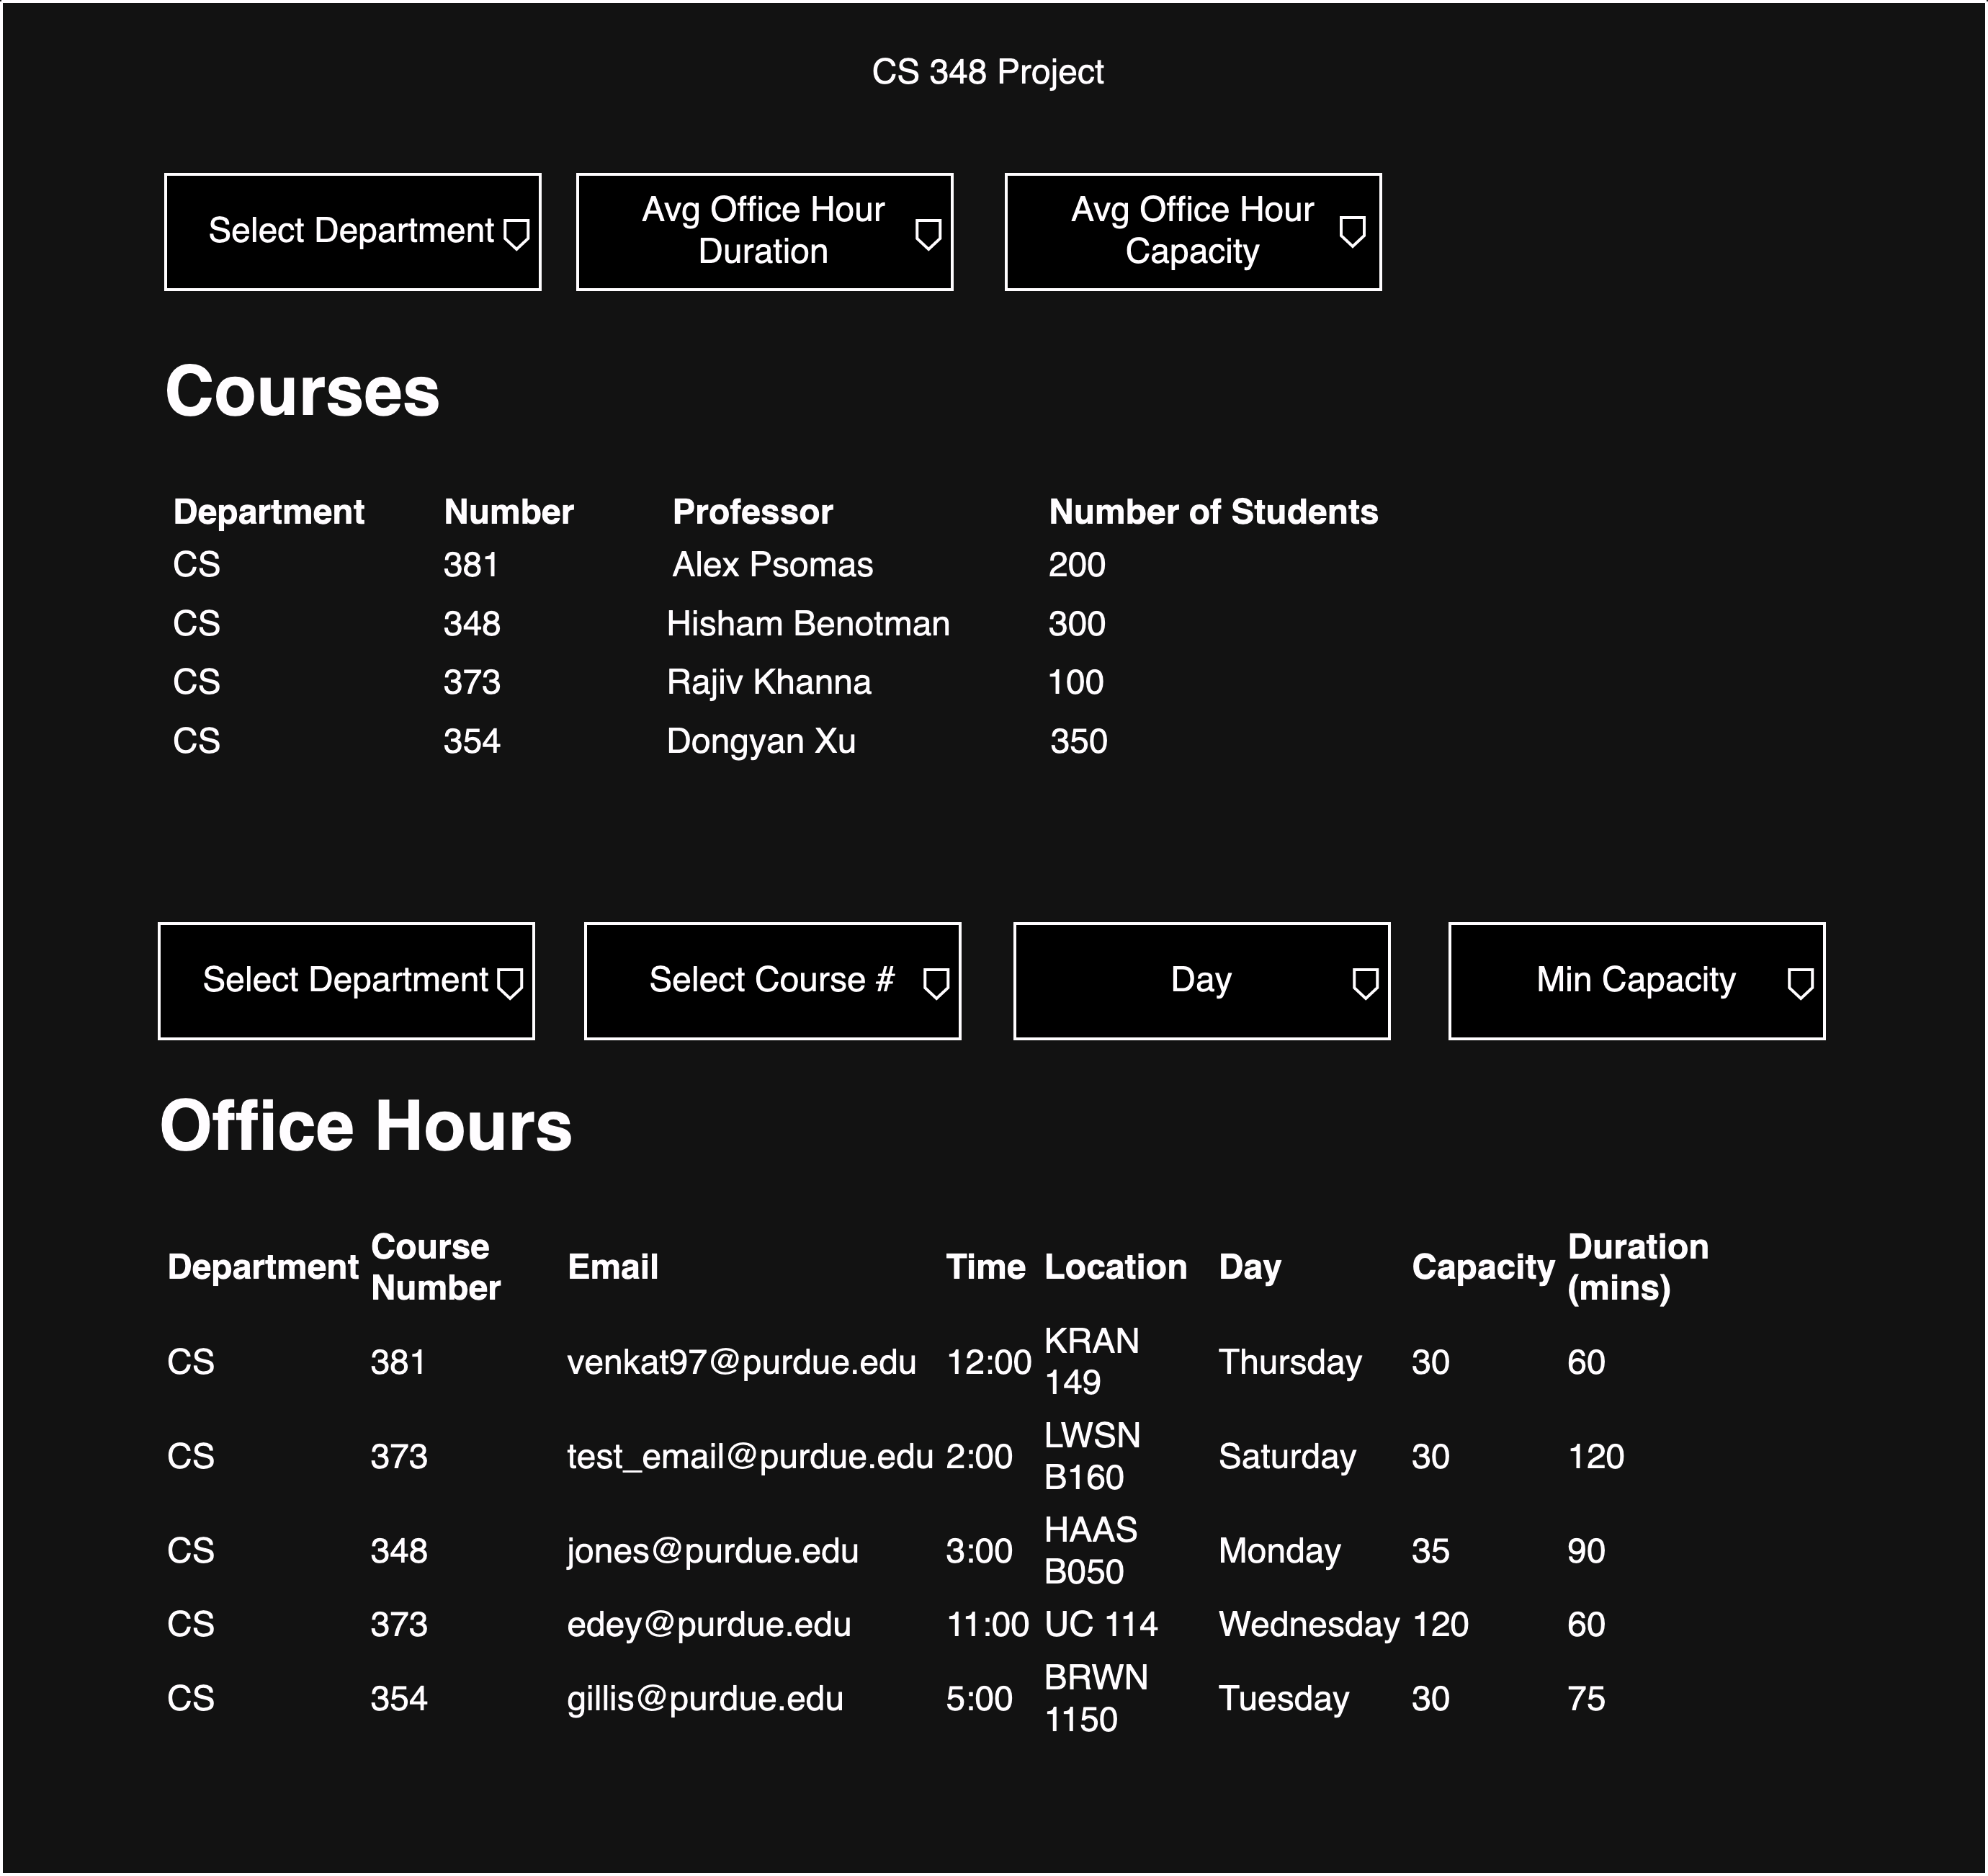 CS 348 Project
Select Department
Avg Office Hour
Duration
Avg Office Hour
Capacity
Courses
Department Number Professor Number of Students
CS 381 Alex Psomas 200
CS 348 Hisham Benotman 300
CS 373 Rajiv Khanna 100
CS 354 Dongyan Xu 350
Select Department
Select Course #
Day
Min Capacity
Office Hours
Department Course Number Email Time Location Day Capacity Duration (mins)
CS 381 venkat97@purdue.edu 12:00 KRAN 149 Thursday 30 60
CS 373 test_email@purdue.edu 2:00 LWSN B160 Saturday 30 120
CS 348 jones@purdue.edu 3:00 HAAS B050 Monday 35 90
CS 373 edey@purdue.edu 11:00 UC 114 Wednesday 120 60
CS 354 gillis@purdue.edu 5:00 BRWN 1150 Tuesday 30 75